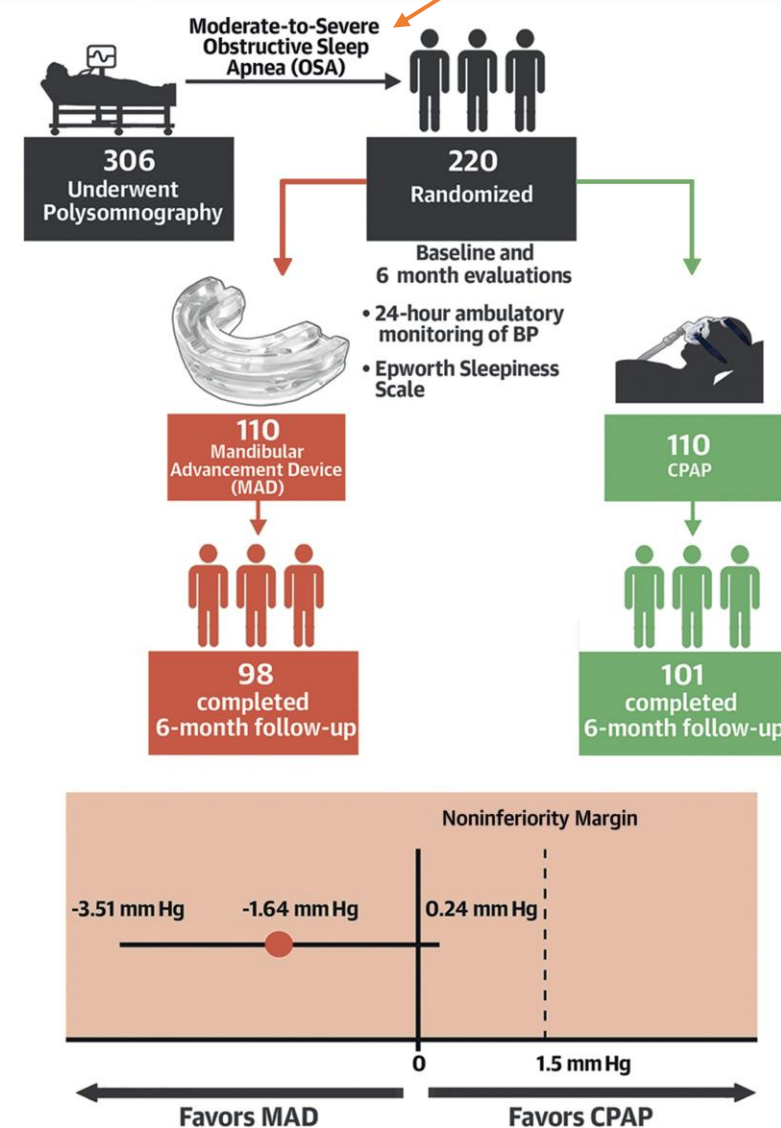 Moderate-to-Severe
Obstructive Sleep
Apnea (OSA)
306
Underwent
Polysomnography
220
Randomized
Baseline and
6 month evaluations
• 24-hour ambulatory
monitoring of BP
• Epworth Sleepiness
Scale
110
Mandibular
Advancement Device
(MAD)
110
CPAP
98
completed
6-month follow-up
101
completed
6-month follow-up
Noninferiority Margin
-3.51 mm Hg
-1.64 mm Hg
0.24 mm Hg
0
1.5 mm Hg
Favors MAD
Favors CPAP